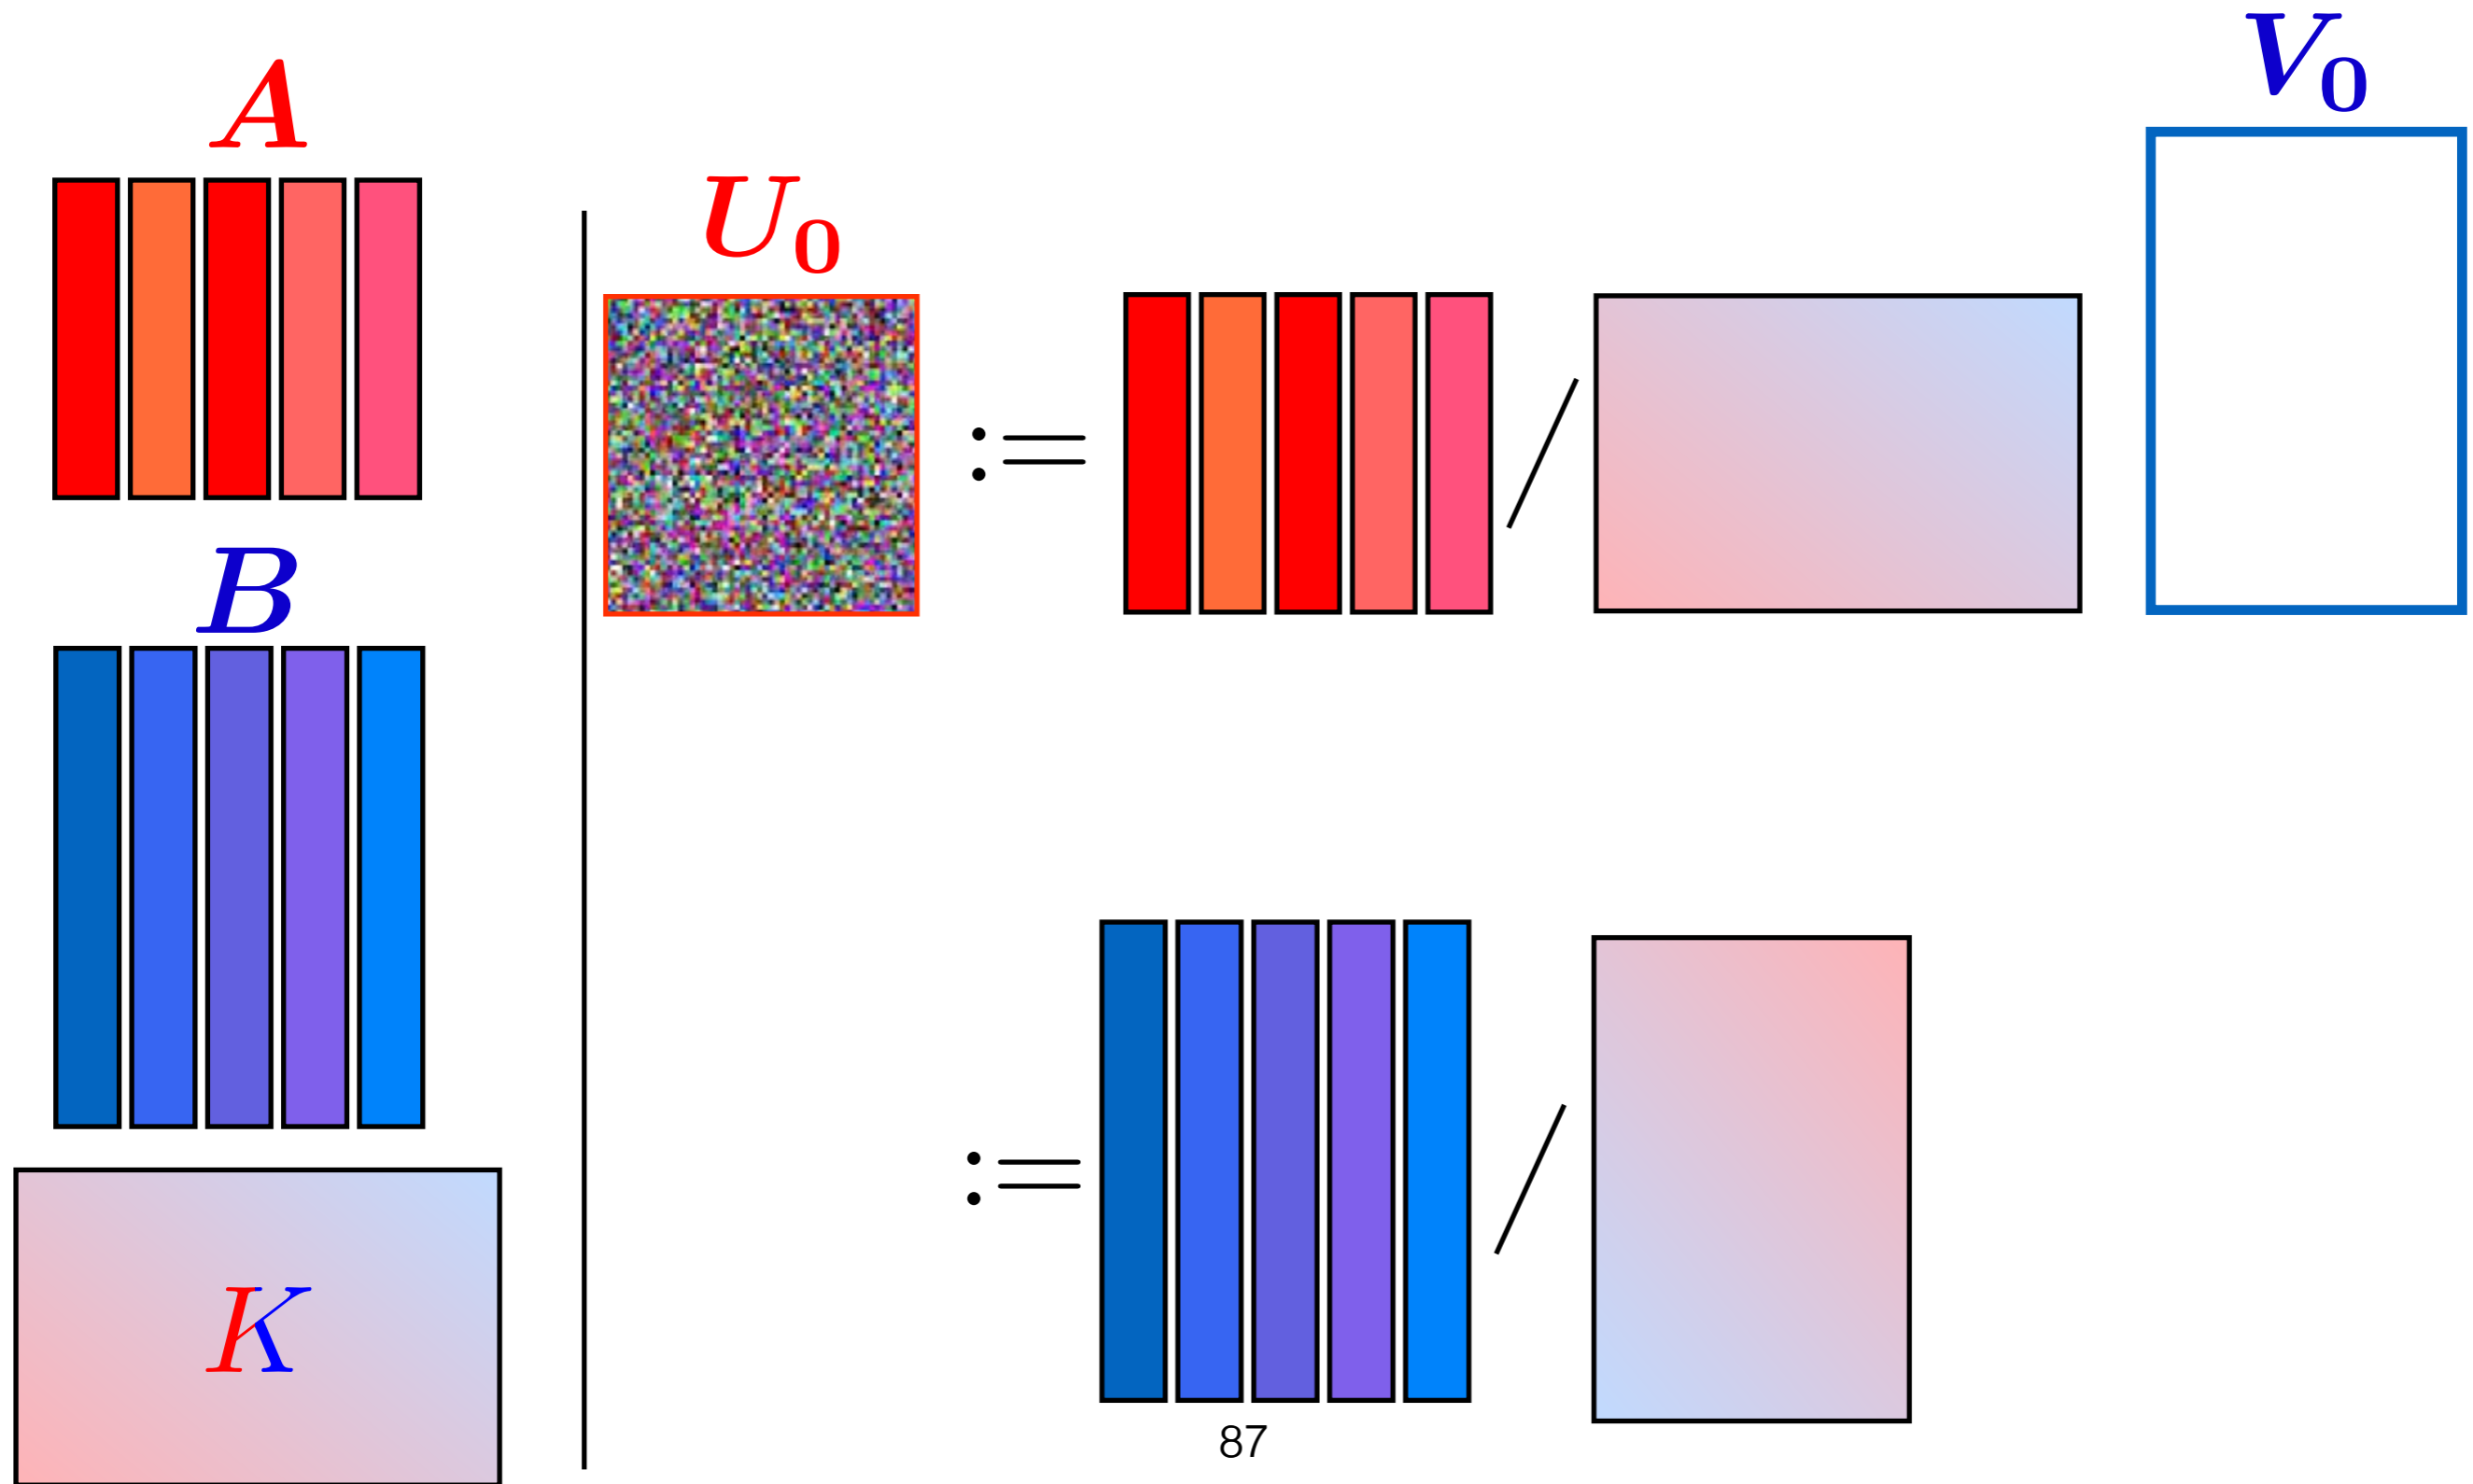 A
B
K
U₀
:=
/
V₀
:=
/
87